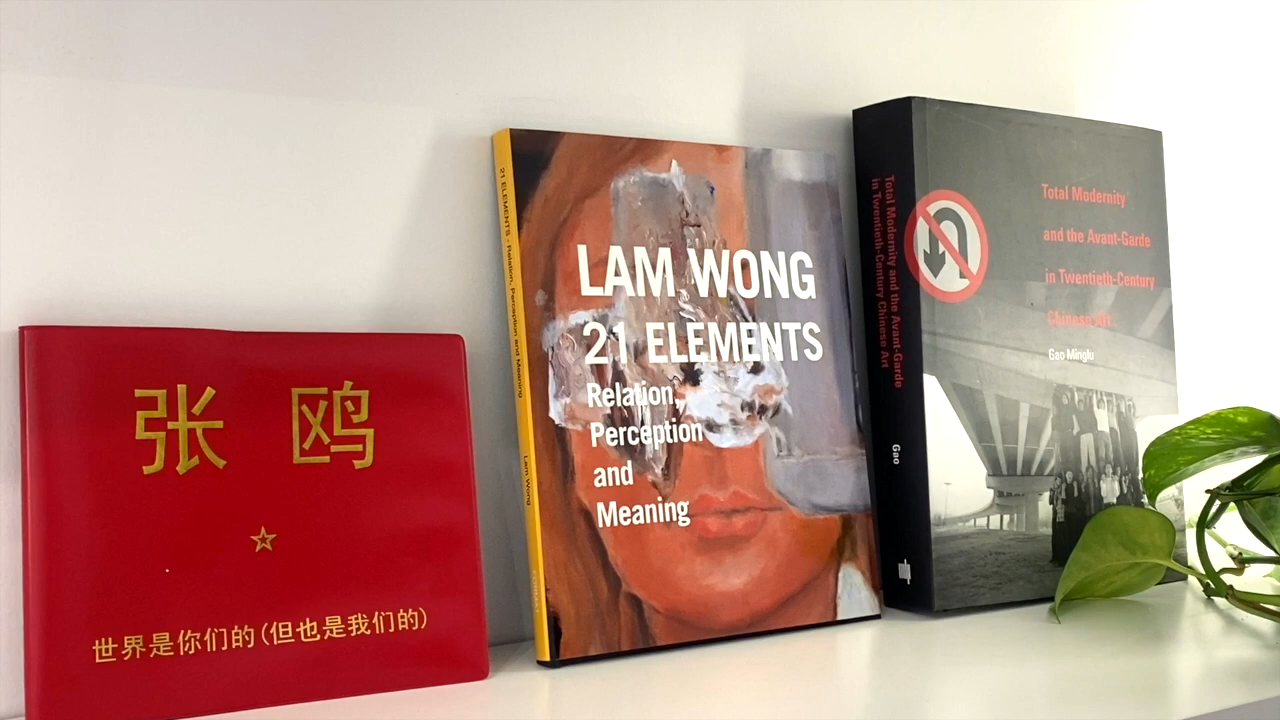 张 鸥
世界是你们的(但也是我们的)
21 ELEMENTS - Relation, Perception and Meaning
Lam Wong
LAM WONG
21 ELEMENTS
Relation,
Perception
and
Meaning
Total Modernity and the Avant-Garde
in Twentieth-Century Chinese Art
Gao
Total Modernity
and the Avant-Garde
in Twentieth-Century
Chinese Art
Gao Minglu